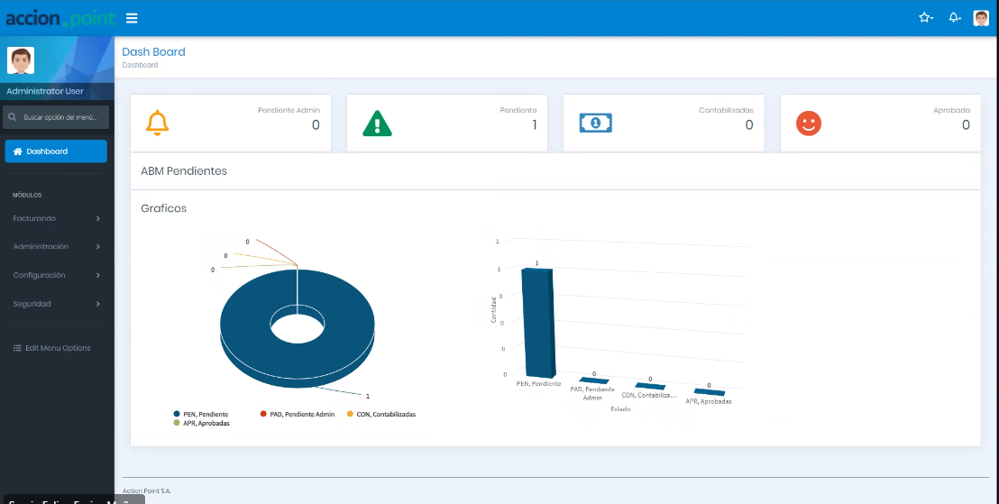 accion.point
Dash Board
Dashboard
Administrator User
Buscar opción del menú...
Dashboard
MÓDULOS
Facturando
Administración
Configuración
Seguridad
Edit Menu Options
Pendiente Admin
0
Pendiente
1
Contabilizadas
0
Aprobada
0
ABM Pendientes
Graficos
0
0
0
1
PEN, Pendiente
PAD, Pendiente Admin
CON, Contabilizadas
APR, Aprobadas
1
1
0
0
0
0
Cantidad
1
0
0
0
PEN, Pendiente
PAD, Pendiente
Admin
CON, Contabiliza...
APR, Aprobadas
Estado
Action Point S.A.